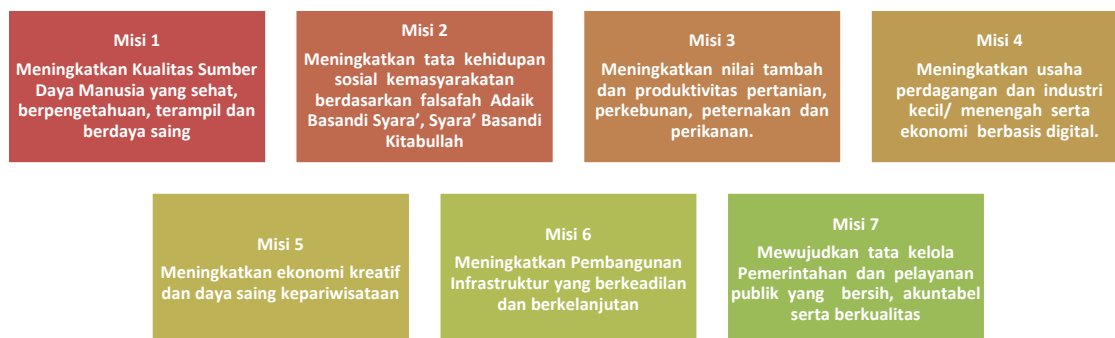 Misi 1
Meningkatkan Kualitas Sumber
Daya Manusia yang sehat,
berpengetahuan, terampil dan
berdaya saing
Misi 2
Meningkatkan tata kehidupan
sosial kemasyarakatan
berdasarkan falsafah Adaik
Basandi Syara’, Syara’ Basandi
Kitabullah
Misi 3
Meningkatkan nilai tambah
dan produktivitas pertanian,
perkebunan, peternakan dan
perikanan.
Misi 4
Meningkatkan usaha
perdagangan dan industri
kecil/ menengah serta
ekonomi berbasis digital.
Misi 5
Meningkatkan ekonomi kreatif
dan daya saing kepariwisataan
Misi 6
Meningkatkan Pembangunan
Infrastruktur yang berkeadilan
dan berkelanjutan
Misi 7
Mewujudkan tata kelola
Pemerintahan dan pelayanan
publik yang bersih, akuntabel
serta berkualitas